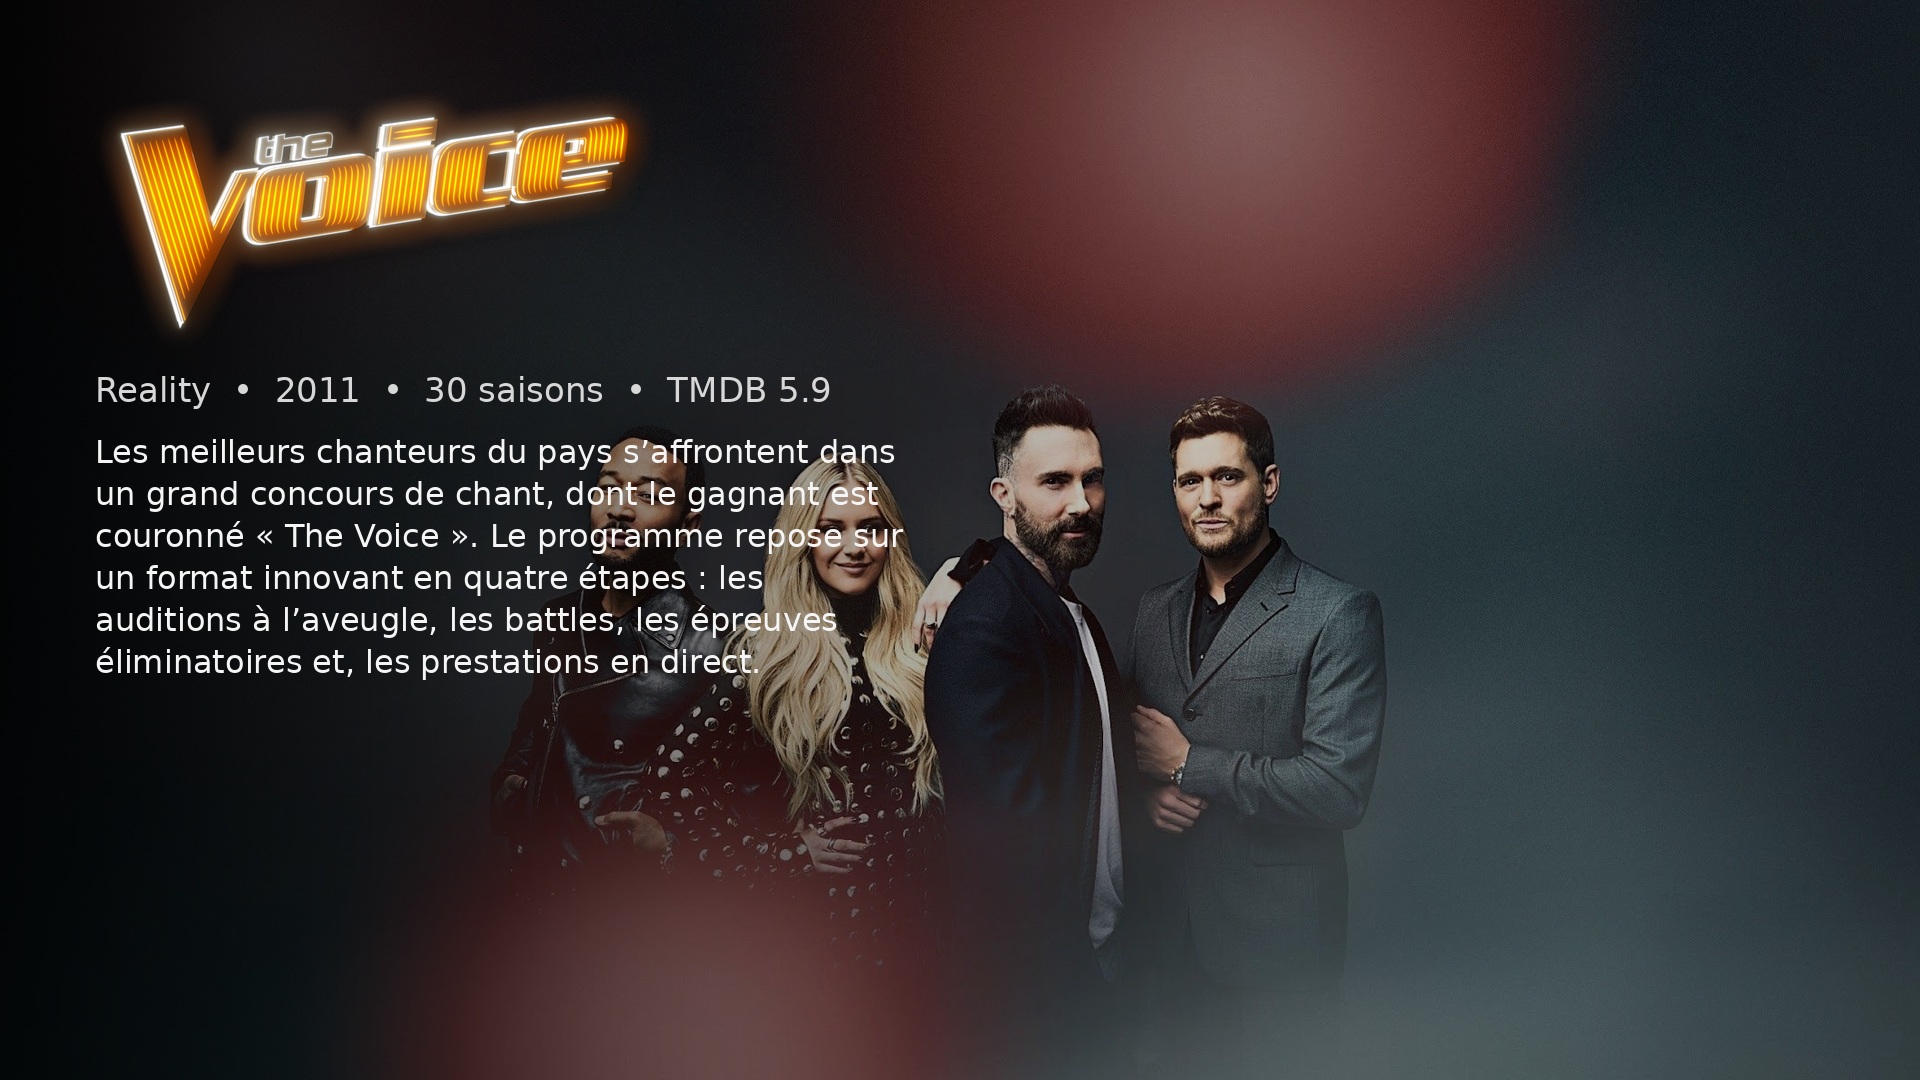 the
Voice
Reality • 2011 • 30 saisons • TMDB 5.9
Les meilleurs chanteurs du pays s’affrontent dans
un grand concours de chant, dont le gagnant est
couronné « The Voice ». Le programme repose sur
un format innovant en quatre étapes : les
auditions à l’aveugle, les battles, les épreuves
éliminatoires et, les prestations en direct.